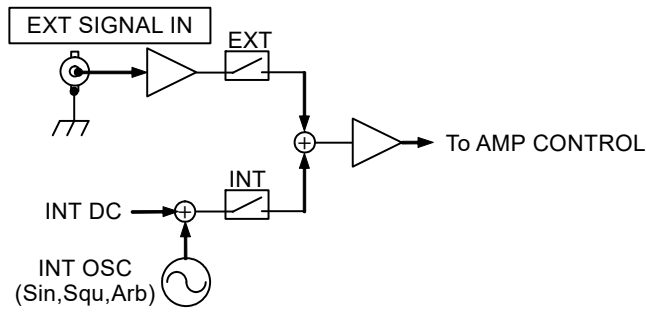 EXT SIGNAL IN
EXT
To AMP CONTROL
INT
INT DC
INT OSC
(Sin,Squ,Arb)